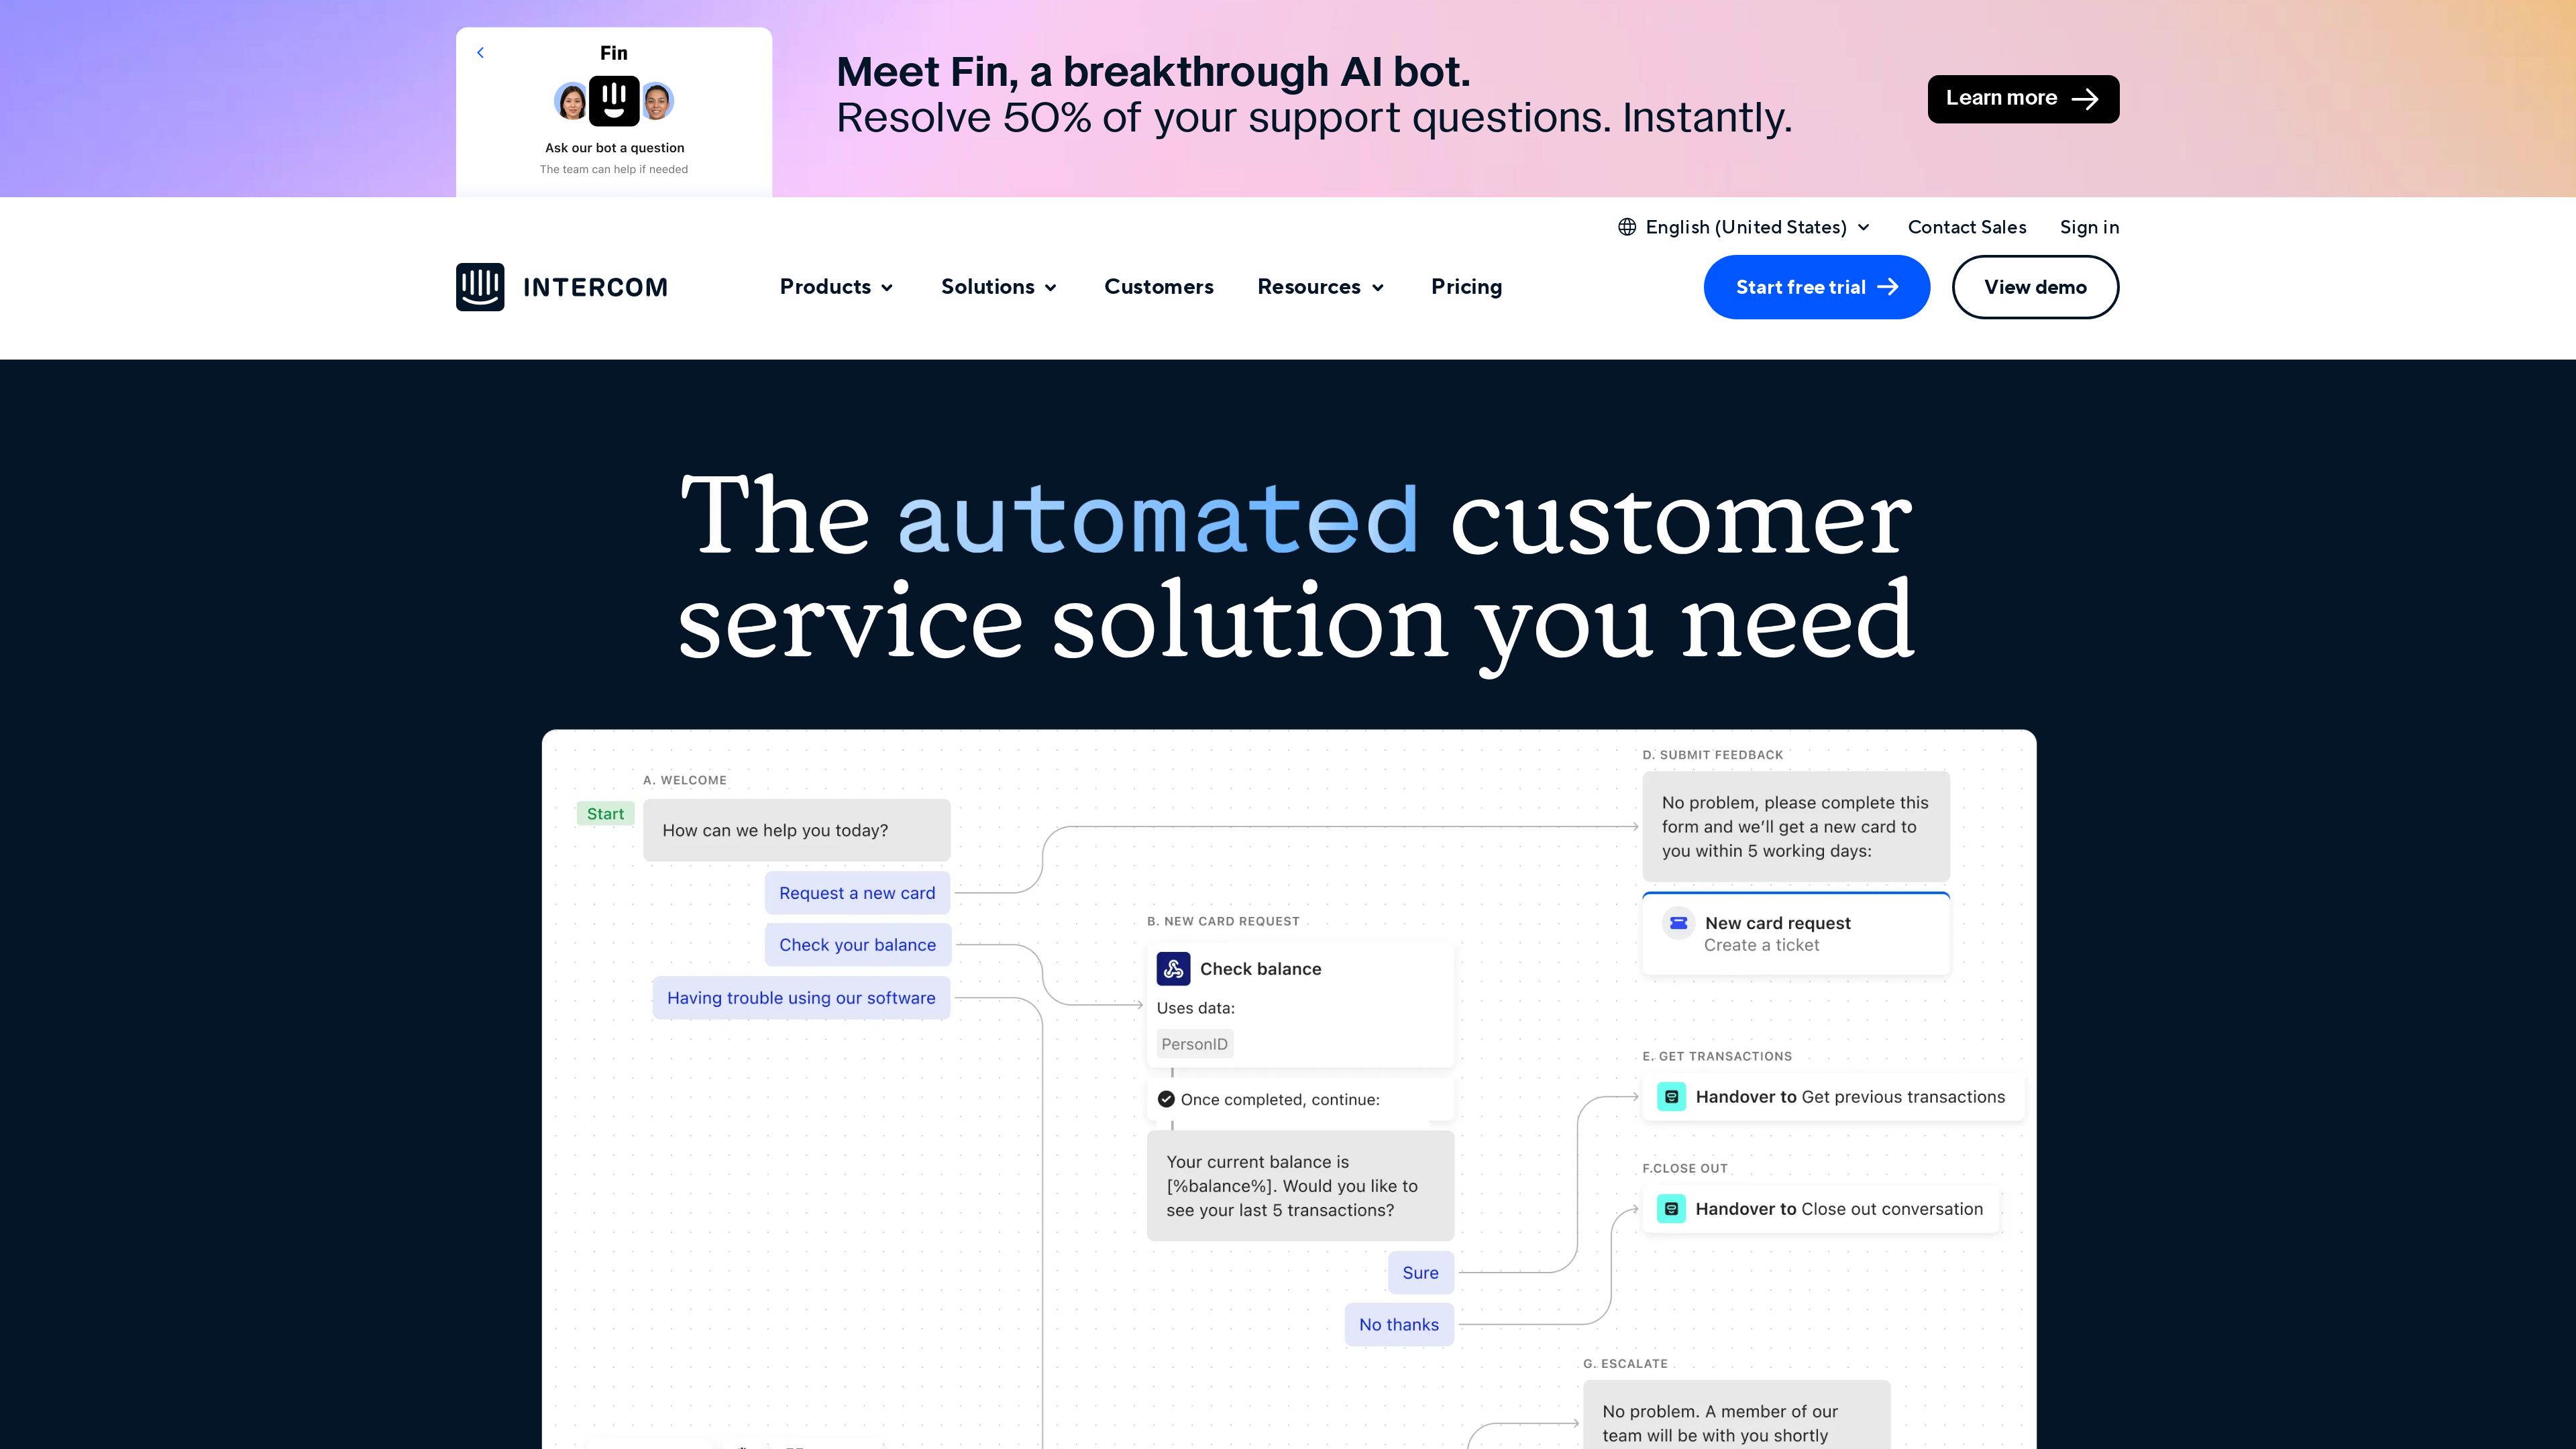 Fin
Ask our bot a question
The team can help if needed
Meet Fin, a breakthrough AI bot.
Resolve 50% of your support questions. Instantly.
Learn more
English (United States)
Contact Sales
Sign in
INTERCOM
Products
Solutions
Customers
Resources
Pricing
Start free trial
View demo
The automated customer
service solution you need
A. WELCOME
Start
How can we help you today?
Request a new card
Check your balance
Having trouble using our software
B. NEW CARD REQUEST
Check balance
Uses data:
PersonID
Once completed, continue:
Your current balance is
[%balance%]. Would you like to
see your last 5 transactions?
Sure
No thanks
D. SUBMIT FEEDBACK
No problem, please complete this
form and we’ll get a new card to
you within 5 working days:
New card request
Create a ticket
E. GET TRANSACTIONS
Handover to Get previous transactions
F.CLOSE OUT
Handover to Close out conversation
G. ESCALATE
No problem. A member of our
team will be with you shortly